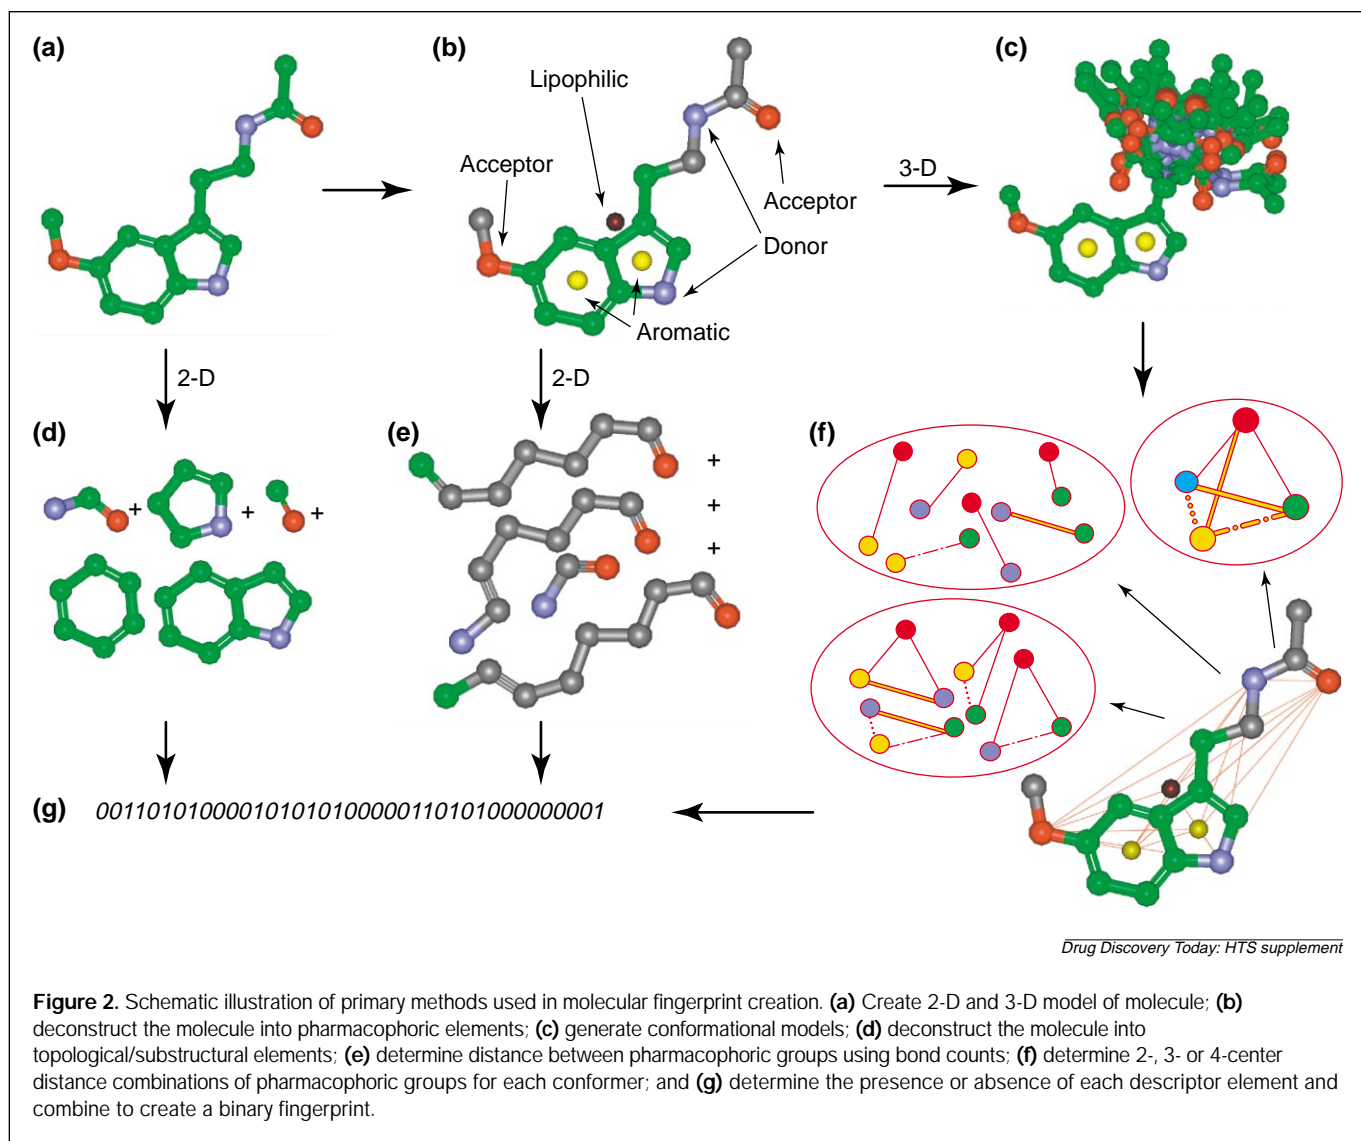 (a)
(b)
(c)
Lipophilic
Acceptor
3-D
Acceptor
Donor
Aromatic
2-D
2-D
(d)
(e)
(f)
+ + +
+
+
+
(g) 0011010100001010101000001101010000000001
Drug Discovery Today: HTS supplement
Figure 2. Schematic illustration of primary methods used in molecular fingerprint creation. (a) Create 2-D and 3-D model of molecule; (b)
deconstruct the molecule into pharmacophoric elements; (c) generate conformational models; (d) deconstruct the molecule into
topological/substructural elements; (e) determine distance between pharmacophoric groups using bond counts; (f) determine 2-, 3- or 4-center
distance combinations of pharmacophoric groups for each conformer; and (g) determine the presence or absence of each descriptor element and
combine to create a binary fingerprint.